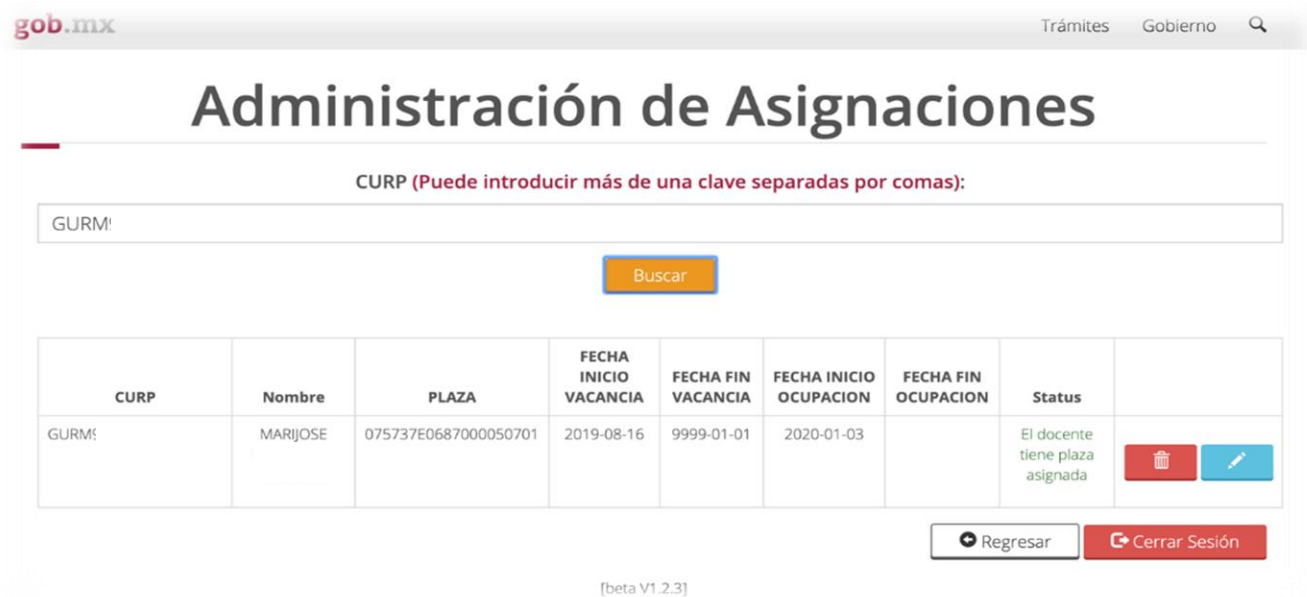 gob.mx
Trámites Gobierno
Administración de Asignaciones
CURP (Puede introducir más de una clave separadas por comas):
GURM
Buscar
CURP Nombre PLAZA FECHA INICIO VACANCIA FECHA FIN VACANCIA FECHA INICIO OCUPACION FECHA FIN OCUPACION Status
GURM MARIJOSE 075737E0687000050701 2019-08-16 9999-01-01 2020-01-03 El docente tiene plaza asignada
Regresar Cerrar Sesión
[beta V1.2.3]